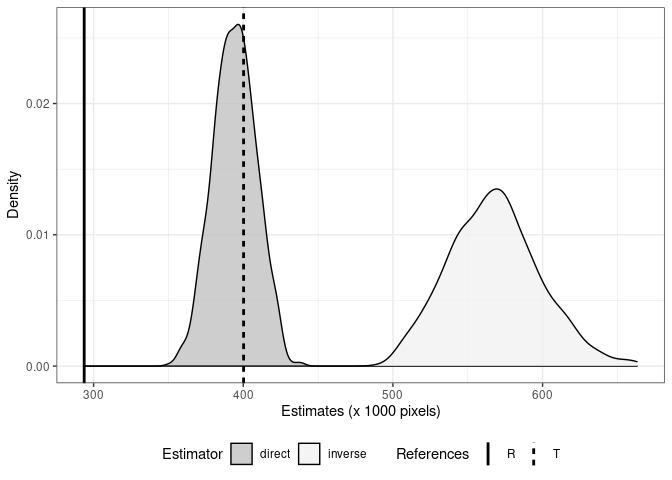 0.02
0.01
0.00
Density
300 400 500 600
Estimates (x 1000 pixels)
Estimator direct inverse References R T